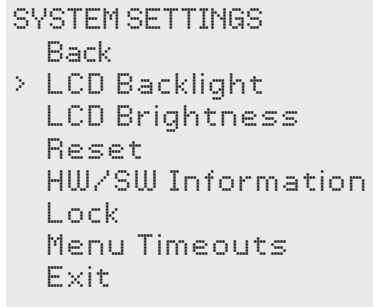 SYSTEM SETTINGS
Back
> LCD Backlight
LCD Brightness
Reset
HW/SW Information
Lock
Menu Timeouts
Exit